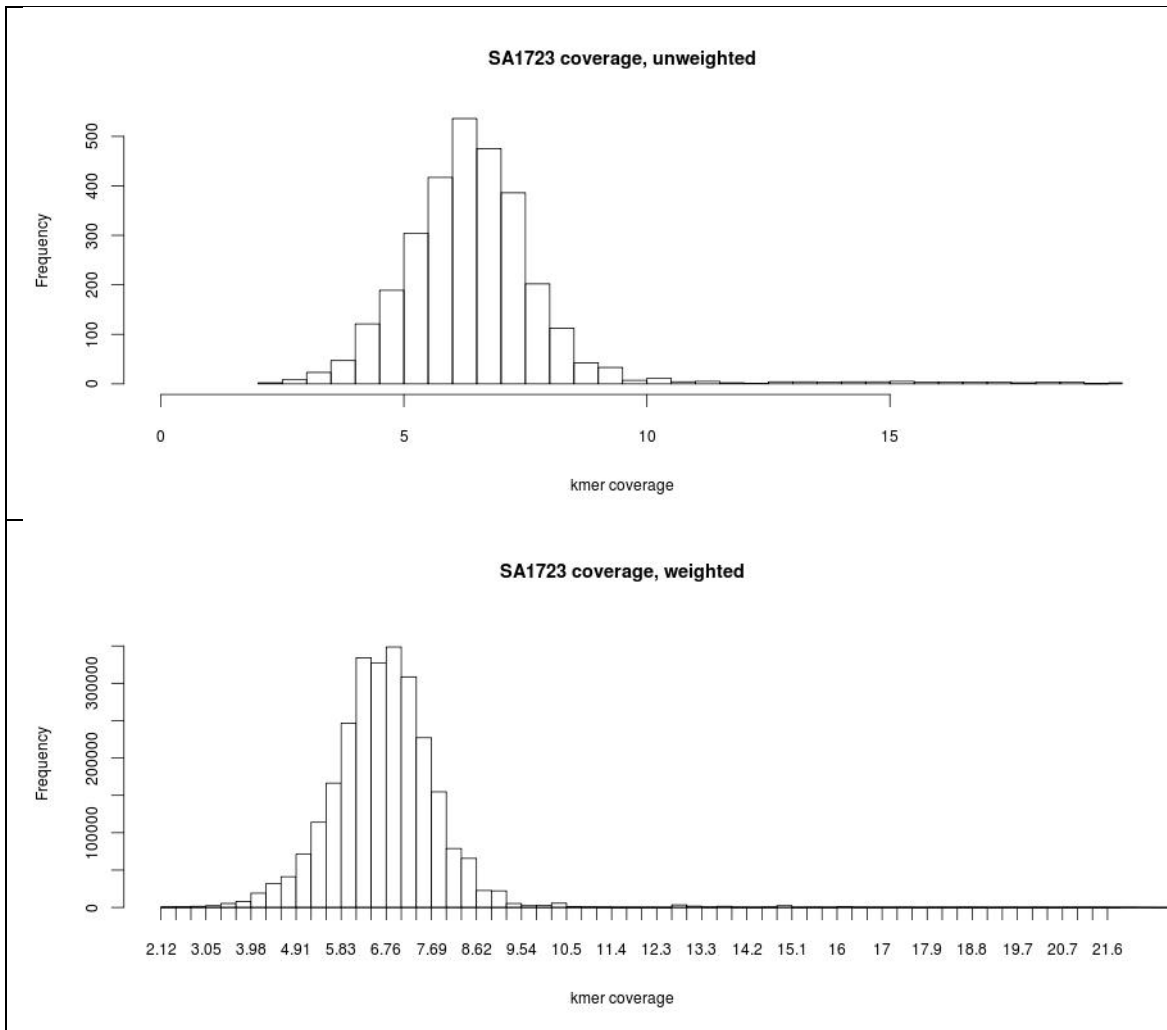 SA1723 coverage, unweighted
Frequency
0 100 200 300 400 500
0 5 10 15
kmer coverage
SA1723 coverage, weighted
Frequency
0 100000 200000 300000
2.12 3.05 3.98 4.91 5.83 6.76 7.69 8.62 9.54 10.5 11.4 12.3 13.3 14.2 15.1 16 17 17.9 18.8 19.7 20.7 21.6
kmer coverage